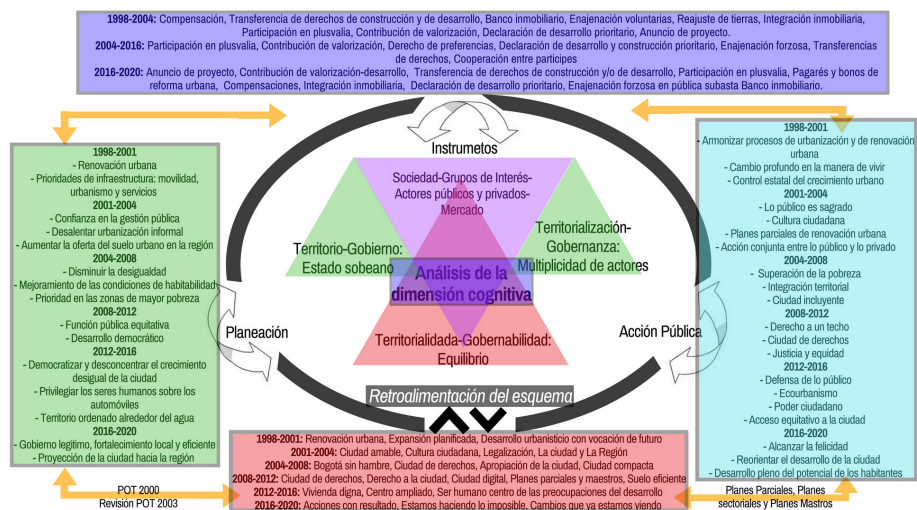 1998-2004: Compensación, Transferencia de derechos de construcción y de desarrollo, Banco inmobiliario, Enajenación voluntarias, Reajuste de tierras, Integración inmobiliaria,
Participación en plusvalia, Contribución de valorización, Declaración de desarrollo prioritario, Anuncio de proyecto.
2004-2016: Participación en plusvalia, Contribución de valorización, Derecho de preferencias, Declaración de desarrollo y construcción prioritario, Enajenación forzosa, Transferencias
de derechos, Cooperación entre participes
2016-2020: Anuncio de proyecto, Contribución de valorización-desarrollo, Transferencia de derechos de construcción y/o de desarrollo, Participación en plusvalia, Pagarés y bonos de
reforma urbana, Compensaciones, Integración inmobiliaria, Declaración de desarrollo prioritario, Enajenación forzosa en pública subasta Banco inmobiliario.
1998-2001
- Renovación urbana
- Prioridades de infraestructura: movilidad,
urbanismo y servicios
2001-2004
- Confianza en la gestión pública
- Desalentar urbanización informal
- Aumentar la oferta del suelo urbano en la región
2004-2008
- Disminuir la desigualdad
- Mejoramiento de las condiciones de habitabilidad
- Prioridad en las zonas de mayor pobreza
2008-2012
- Función pública equitativa
- Desarrollo democrático
2012-2016
- Democratizar y desconcentrar el crecimiento
desigual de la ciudad
- Privilegiar los seres humanos sobre los
automóviles
- Territorio ordenado alrededor del agua
2016-2020
- Gobierno legitimo, fortalecimiento local y eficiente
- Proyección de la ciudad hacia la región
POT 2000
Revisión POT 2003
Instrumetos
Sociedad-Grupos de Interés-
Actores públicos y privados-
Mercado
Territorio-Gobierno:
Estado sobeano
Territorialización-
Gobernanza:
Multiplicidad de actores
Análisis de la
dimensión cognitiva
Territorialidada-Gobernabilidad:
Equilibrio
Planeación
Acción Pública
Retroalimentación del esquema
1998-2001
- Armonizar procesos de urbanización y de renovación
urbana
- Cambio profundo en la manera de vivir
- Control estatal del crecimiento urbano
2001-2004
- Lo público es sagrado
- Cultura ciudadana
- Planes parciales de renovación urbana
- Acción conjunta entre lo público y lo privado
2004-2008
- Superación de la pobreza
- Integración territorial
- Ciudad incluyente
2008-2012
- Derecho a un techo
- Ciudad de derechos
- Justicia y equidad
2012-2016
- Defensa de lo público
- Ecourbanismo
- Poder ciudadano
- Acceso equitativo a la ciudad
2016-2020
- Alcanzar la felicidad
- Reorientar el desarrollo de la ciudad
- Desarrollo pleno del potencial de los habitantes
1998-2001: Renovación urbana, Expansión planificada, Desarrollo urbanistico con vocación de futuro
2001-2004: Ciudad amable, Cultura ciudadana, Legalización, La ciudad y La Región
2004-2008: Bogotá sin hambre, Ciudad de derechos, Apropiación de la ciudad, Ciudad compacta
2008-2012: Ciudad de derechos, Derecho a la ciudad, Ciudad digital, Planes parciales y maestros, Suelo eficiente
2012-2016: Vivienda digna, Centro ampliado, Ser humano centro de las preocupaciones del desarrollo
2016-2020: Acciones con resultado, Estamos haciendo lo imposible, Cambios que ya estamos viendo
Planes Parciales, Planes
sectoriales y Planes Mastros